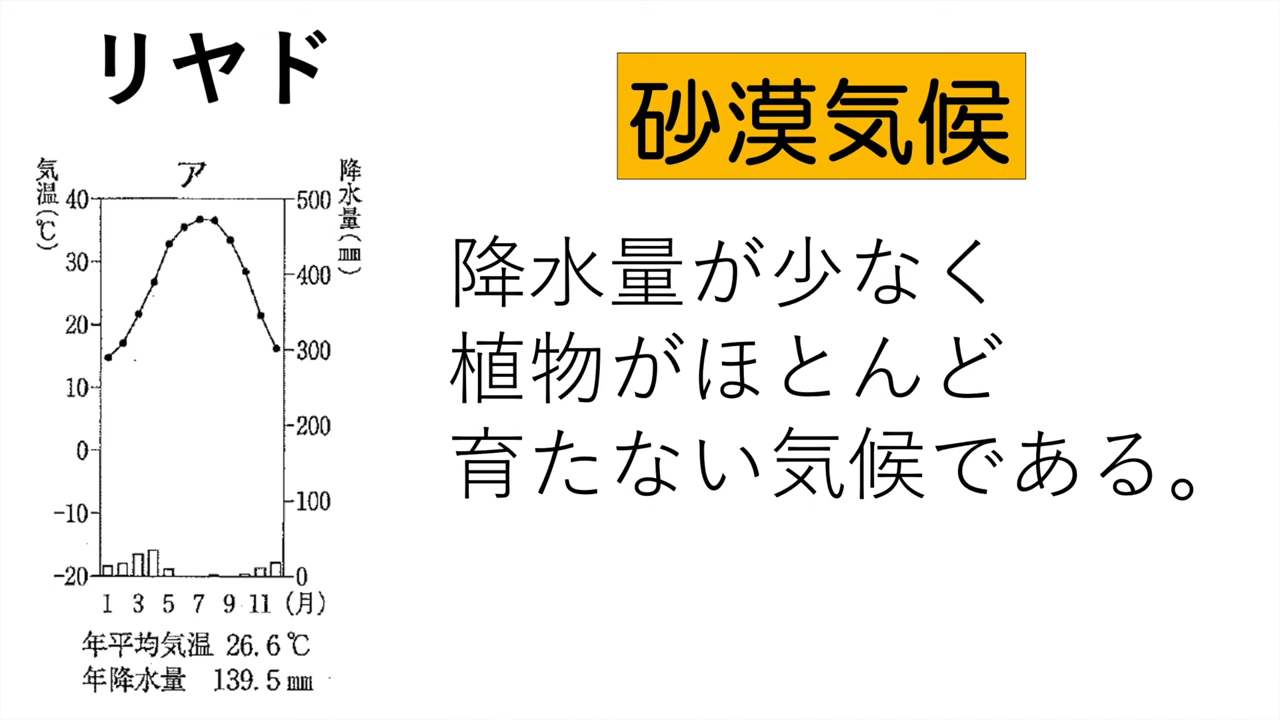 リヤド
砂漠気候
降水量が少なく
植物がほとんど
育たない気候である。
ア
気温(℃)
降水量(㎜)
40
30
20
10
0
-10
-20
500
400
300
200
100
0
1 3 5 7 9 11 (月)
年平均気温 26.6℃
年降水量 139.5㎜